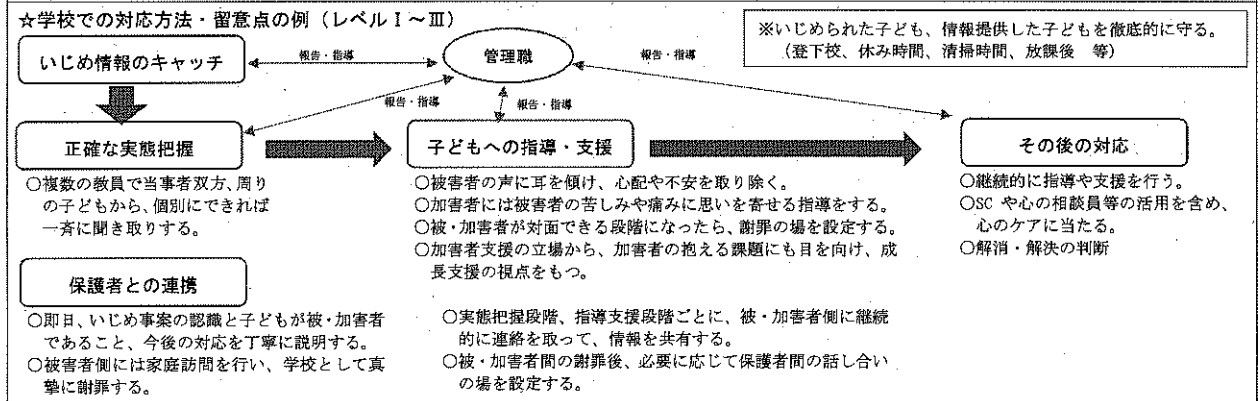 ☆学校での対応方法・留意点の例（レベルⅠ～Ⅲ）
※いじめられた子ども、情報提供した子どもを徹底的に守る。
（登下校、休み時間、清掃時間、放課後　等）
いじめ情報のキャッチ
報告・指導
管理職
報告・指導
報告・指導
報告・指導
正確な実態把握
子どもへの指導・支援
その後の対応
○複数の教員で当事者双方、周り
の子どもから、個別にできれば
一斉に聞き取りする。
○被害者の声に耳を傾け、心配や不安を取り除く。
○加害者には被害者の苦しみや痛みに思いを寄せる指導をする。
○被・加害者が対面できる段階になったら、謝罪の場を設定する。
○加害者支援の立場から、加害者の抱える課題にも目を向け、成
長支援の視点をもつ。
○継続的に指導や支援を行う。
○SC や心の相談員等の活用を含め、
心のケアに当たる。
○解消・解決の判断
保護者との連携
○即日、いじめ事案の認識と子どもが被・加害者
であること、今後の対応を丁寧に説明する。
○被害者側には家庭訪問を行い、学校として真
摯に謝罪する。
○実態把握段階、指導支援段階ごとに、被・加害者側に継続
的に連絡を取って、情報を共有する。
○被・加害者間の謝罪後、必要に応じて保護者間の話し合い
の場を設定する。